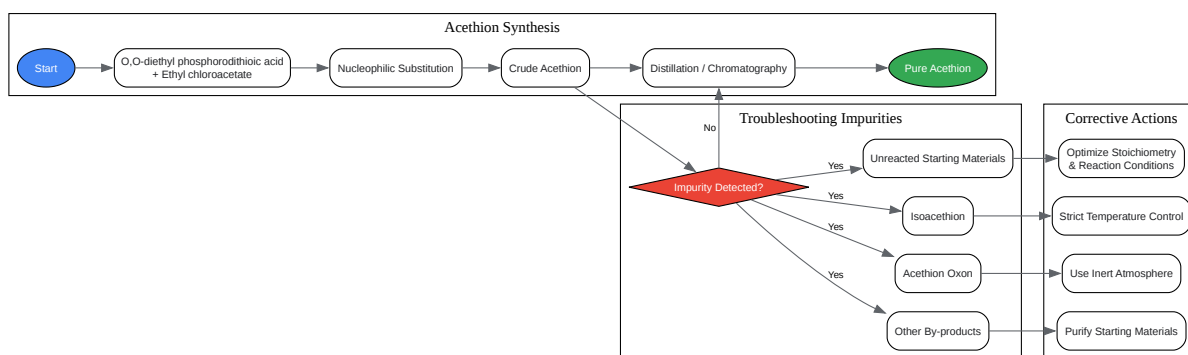 Acethion Synthesis
Start
O,O-diethyl phosphorodithioic acid
+ Ethyl chloroacetate
Nucleophilic Substitution
Crude Acethion
Distillation / Chromatography
Pure Acethion
Troubleshooting Impurities
Corrective Actions
No
Impurity Detected?
Yes
Unreacted Starting Materials
Optimize Stoichiometry
& Reaction Conditions
Yes
Isoacethion
Strict Temperature Control
Yes
Acethion Oxon
Use Inert Atmosphere
Yes
Other By-products
Purify Starting Materials